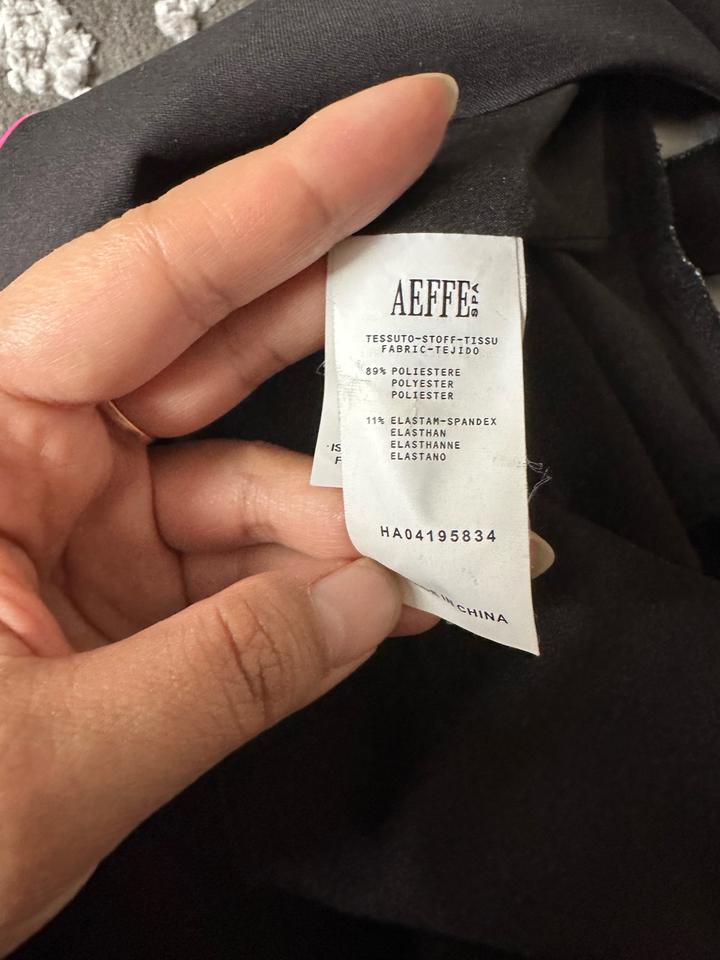 AEFFE SPA
TESSUTO-STOFF-TISSU
FABRIC-TEJIDO
89% POLIESTERE
POLYESTER
POLIESTER
11% ELASTAM-SPANDEX
ELASTHAN
ELASTHANNE
ELASTANO
HA04195834
IN CHINA